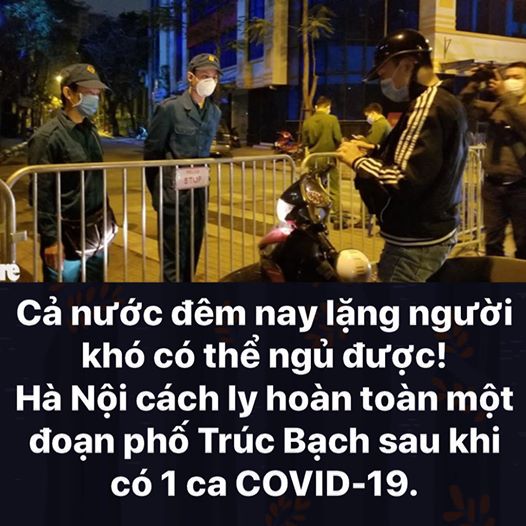 STOP
re
Cả nước đêm nay lặng người
khó có thể ngủ được!
Hà Nội cách ly hoàn toàn một
đoạn phố Trúc Bạch sau khi
có 1 ca COVID-19.